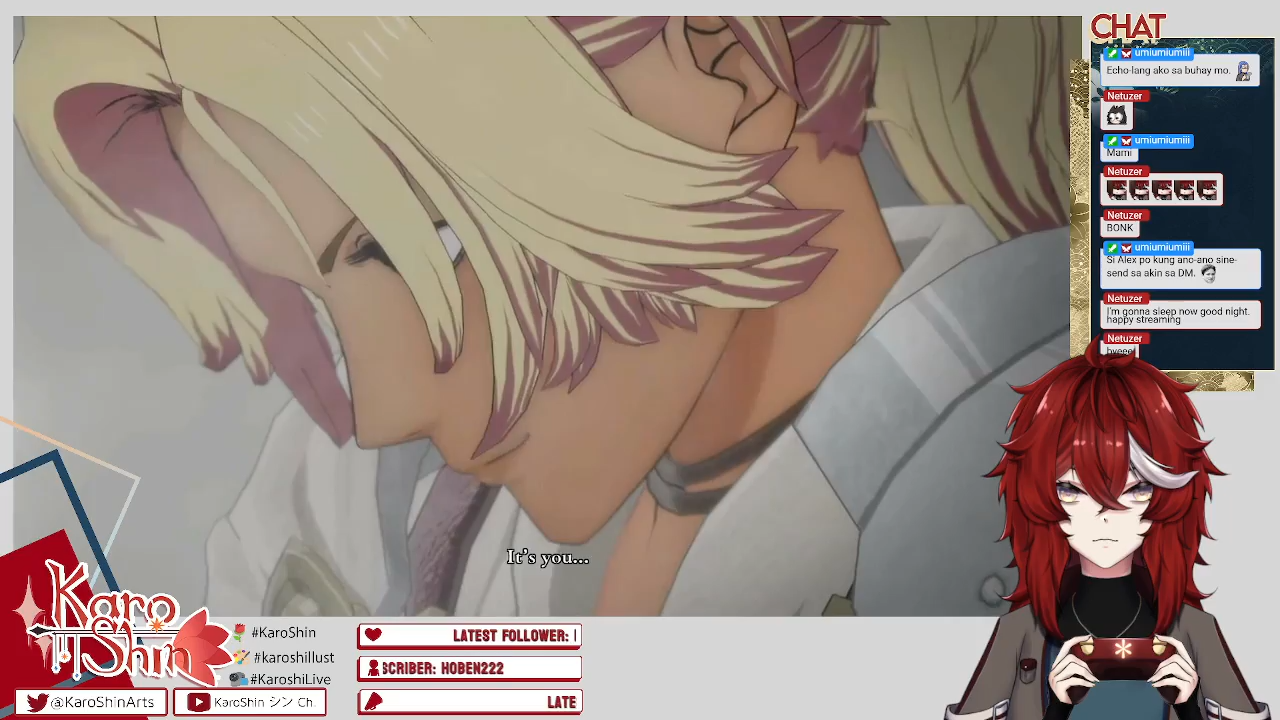 CHAT
umiumiumiii
Echo-lang ako sa buhay mo.
Netuzer
umiumiumiii
Mami
Netuzer
Netuzer
BONK
umiumiumiii
Si Alex po kung ano-ano sine-
send sa akin sa DM.
Netuzer
I'm gonna sleep now good night.
happy streaming
Netuzer
It's you...
Karo
Shin
#KaroShin
#karoshillust
#KaroshiLive
@KaroShinArts
KaroShin シン Ch.
LATEST FOLLOWER:
SCRIBER: HOBEN222
LATE